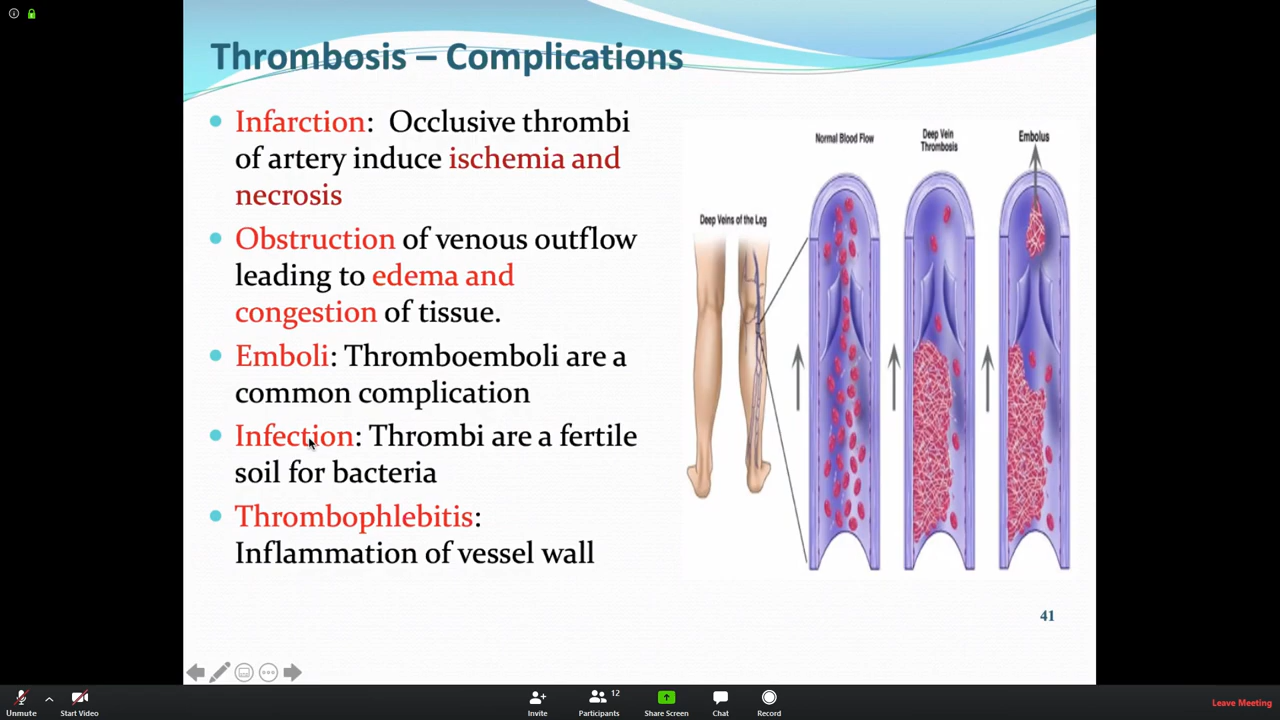 Thrombosis – Complications
Infarction: Occlusive thrombi
of artery induce ischemia and
necrosis
Obstruction of venous outflow
leading to edema and
congestion of tissue.
Emboli: Thromboemboli are a
common complication
Infection: Thrombi are a fertile
soil for bacteria
Thrombophlebitis:
Inflammation of vessel wall
Deep Veins of the Leg
Normal Blood Flow
Deep Vein
Thrombosis
Embolus
41
Unmute
Start Video
Invite
Participants
12
Share Screen
Chat
Record
Leave Meeting